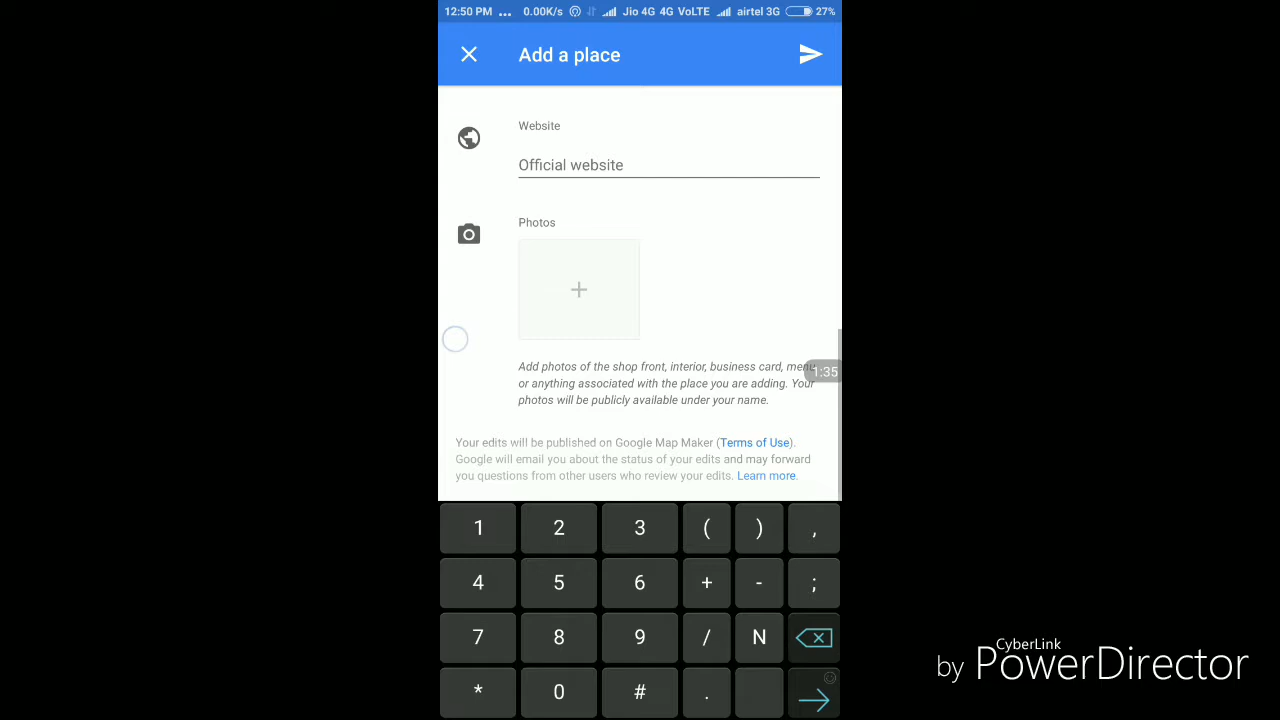 12:50 PM ... 0.00K/s Jio 4G 4G VoLTE airtel 3G 27%
Add a place
Website
Official website
Photos
+
Add photos of the shop front, interior, business card, menu
or anything associated with the place you are adding. Your
photos will be publicly available under your name.
1:35
Your edits will be published on Google Map Maker (Terms of Use).
Google will email you about the status of your edits and may forward
you questions from other users who review your edits. Learn more.
1 2 3 ( ) ,
4 5 6 + - ;
7 8 9 / N
* 0 # .
CyberLink
by PowerDirector